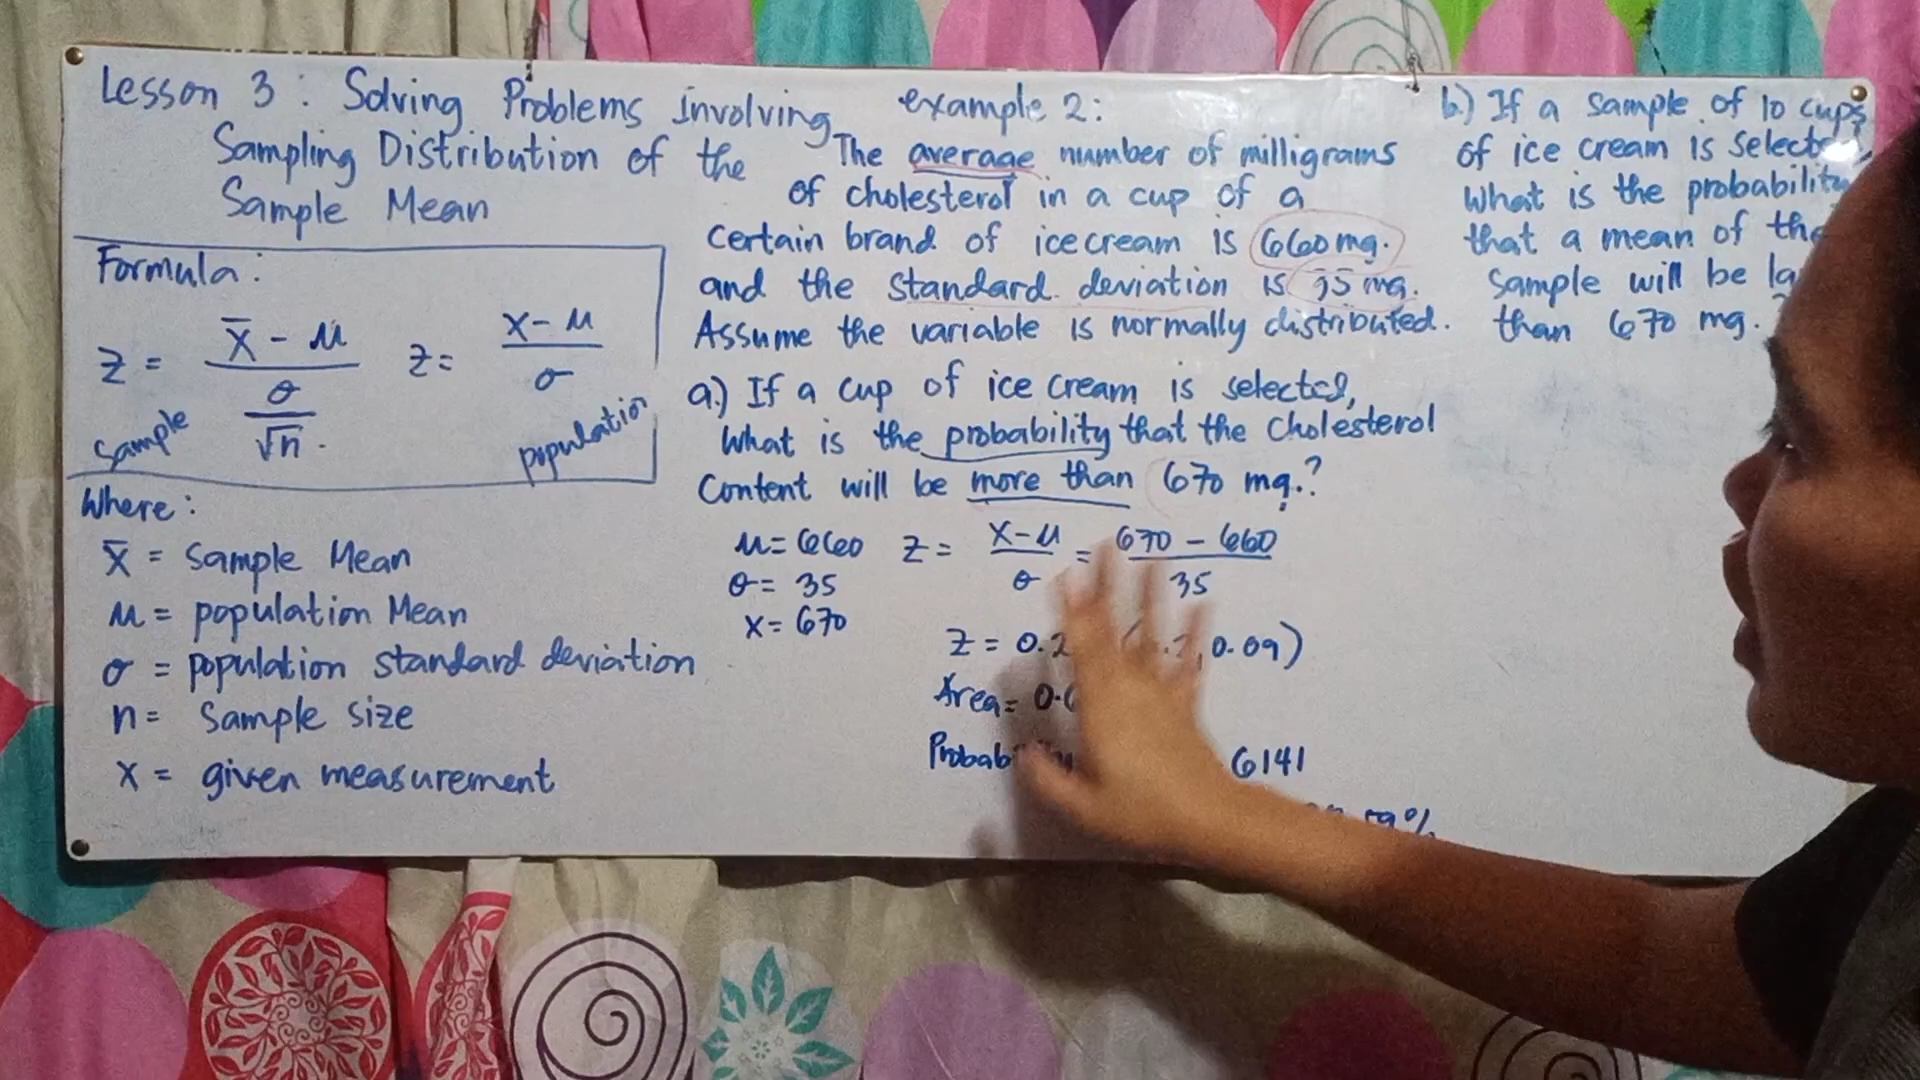 Lesson 3: Solving Problems Involving
Sampling Distribution of the
Sample Mean
Formula:
Z = x̄ - μ / σ / √n
Z = x - μ / σ
Sample
population
Where:
x̄ = Sample Mean
μ = population Mean
σ = population standard deviation
n = Sample size
x = given measurement
example 2:
The average number of milligrams
of cholesterol in a cup of a
certain brand of ice cream is 660 mg.
and the standard deviation is 35 mg.
Assume the variable is normally distributed.
a.) If a cup of ice cream is selected,
What is the probability that the cholesterol
Content will be more than 670 mg.?
μ = 660
σ = 35
x = 670
Z = x - μ / σ = 670 - 660 / 35
Z = 0.2
0.09)
Area =
6141
59%
b.) If a sample of 10 cups
of ice cream is
What is the probability
that a mean of the
Sample will be
than 670 mg.